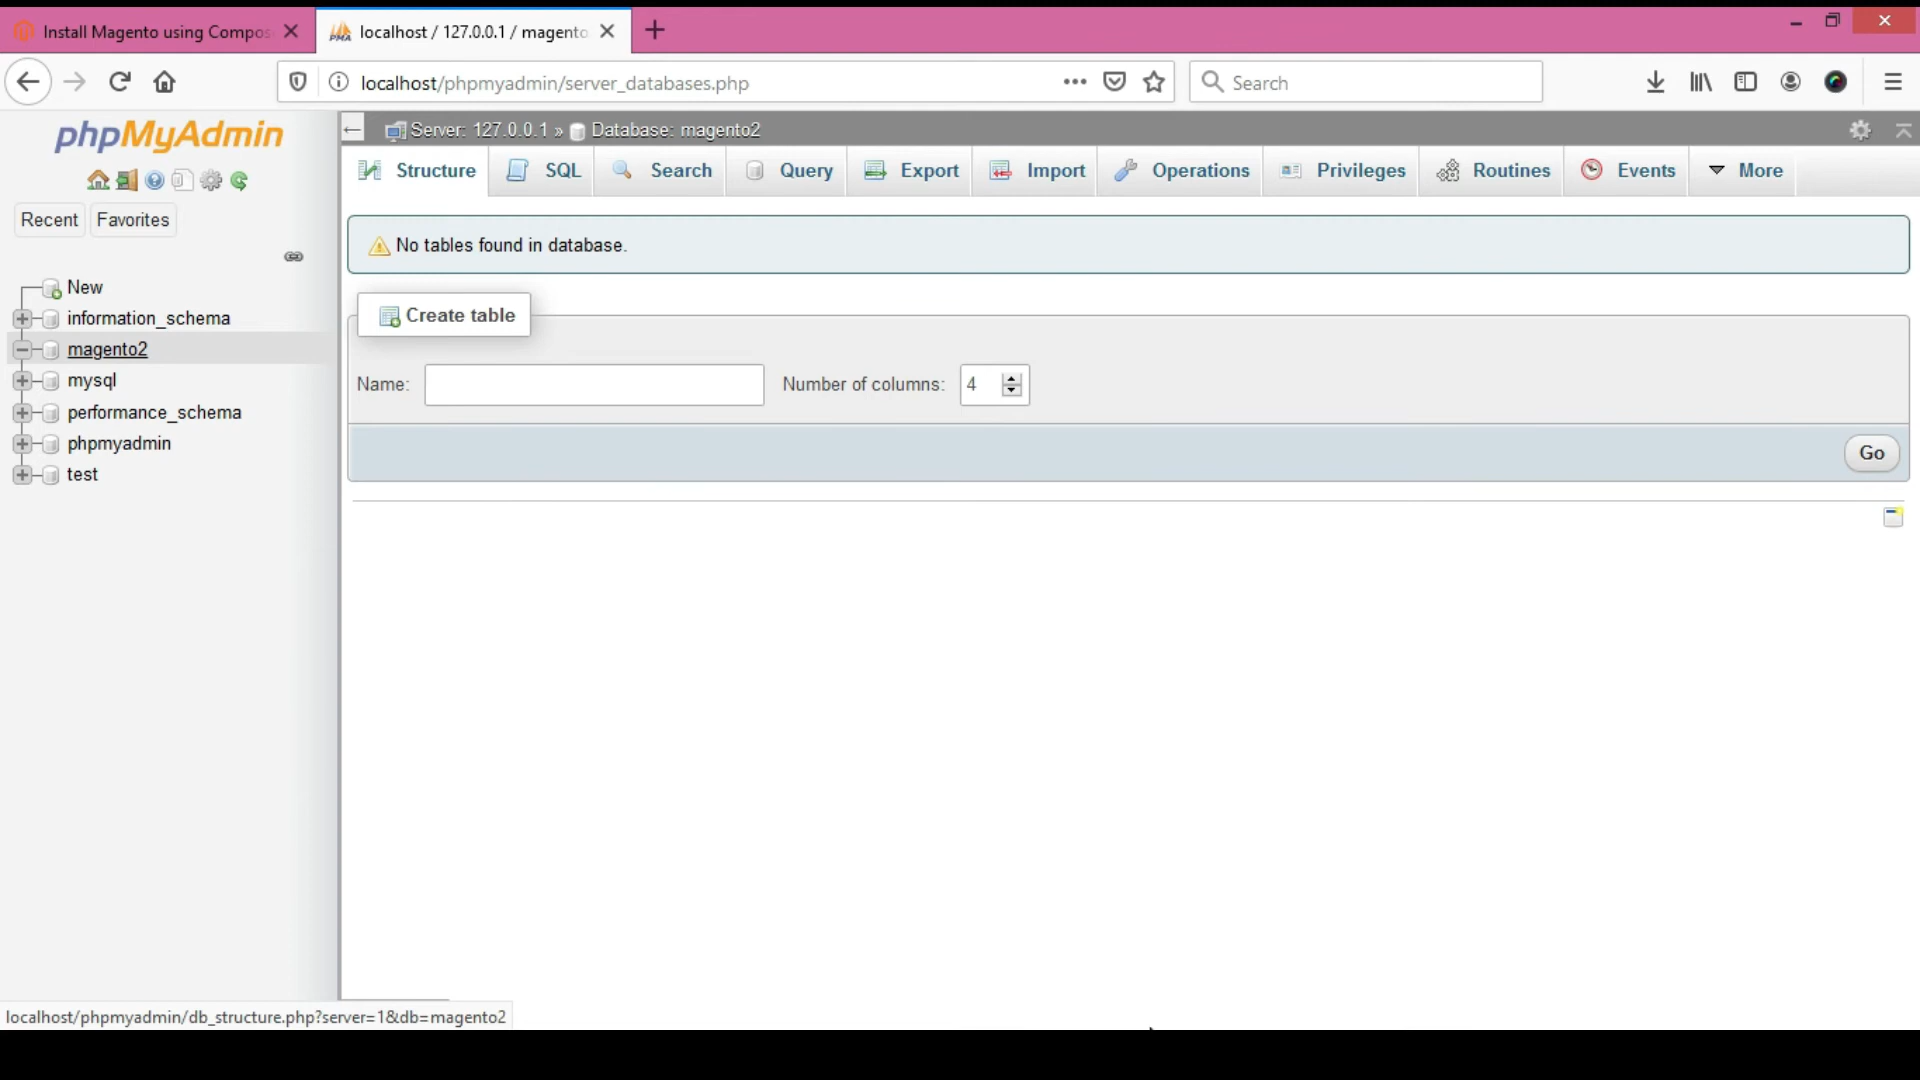 Install Magento using Compos
localhost / 127.0.0.1 / magento
localhost/phpmyadmin/server_databases.php
Search
phpMyAdmin
Server: 127.0.0.1 » Database: magento2
Structure SQL Search Query Export Import Operations Privileges Routines Events More
Recent Favorites
No tables found in database.
New
information_schema
magento2
mysql
performance_schema
phpmyadmin
test
Create table
Name: Number of columns: 4
Go
localhost/phpmyadmin/db_structure.php?server=1&db=magento2